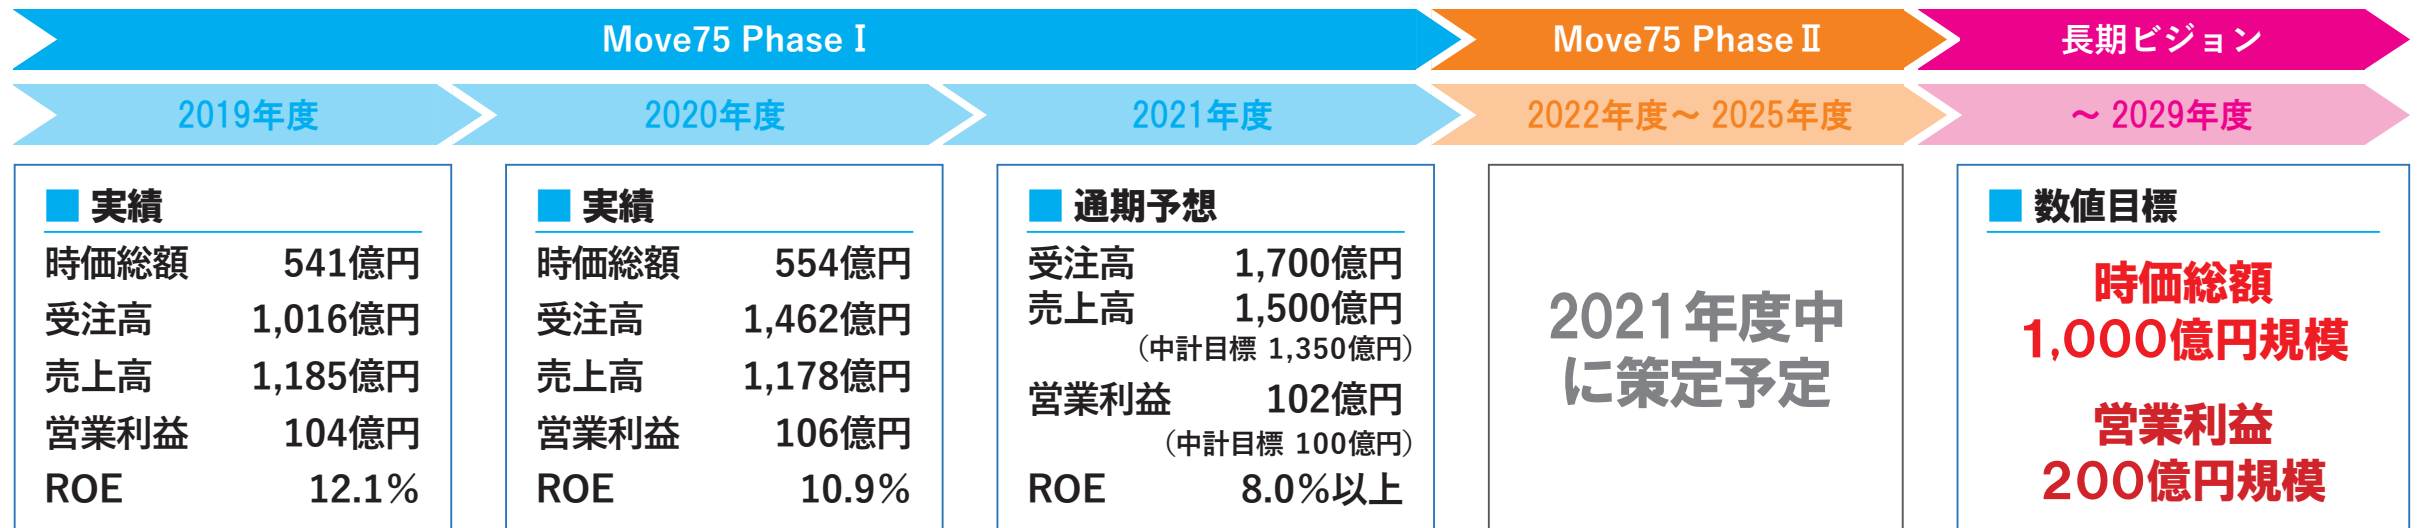 Move75 Phase Ⅰ
Move75 Phase Ⅱ
長期ビジョン
2019年度
2020年度
2021年度
2022年度～ 2025年度
～ 2029年度
■ 実績
時価総額 541億円
受注高 1,016億円
売上高 1,185億円
営業利益 104億円
ROE 12.1%
■ 実績
時価総額 554億円
受注高 1,462億円
売上高 1,178億円
営業利益 106億円
ROE 10.9%
■ 通期予想
受注高 1,700億円
売上高 1,500億円
（中計目標 1,350億円）
営業利益 102億円
（中計目標 100億円）
ROE 8.0%以上
2021年度中
に策定予定
■ 数値目標
時価総額
1,000億円規模
営業利益
200億円規模